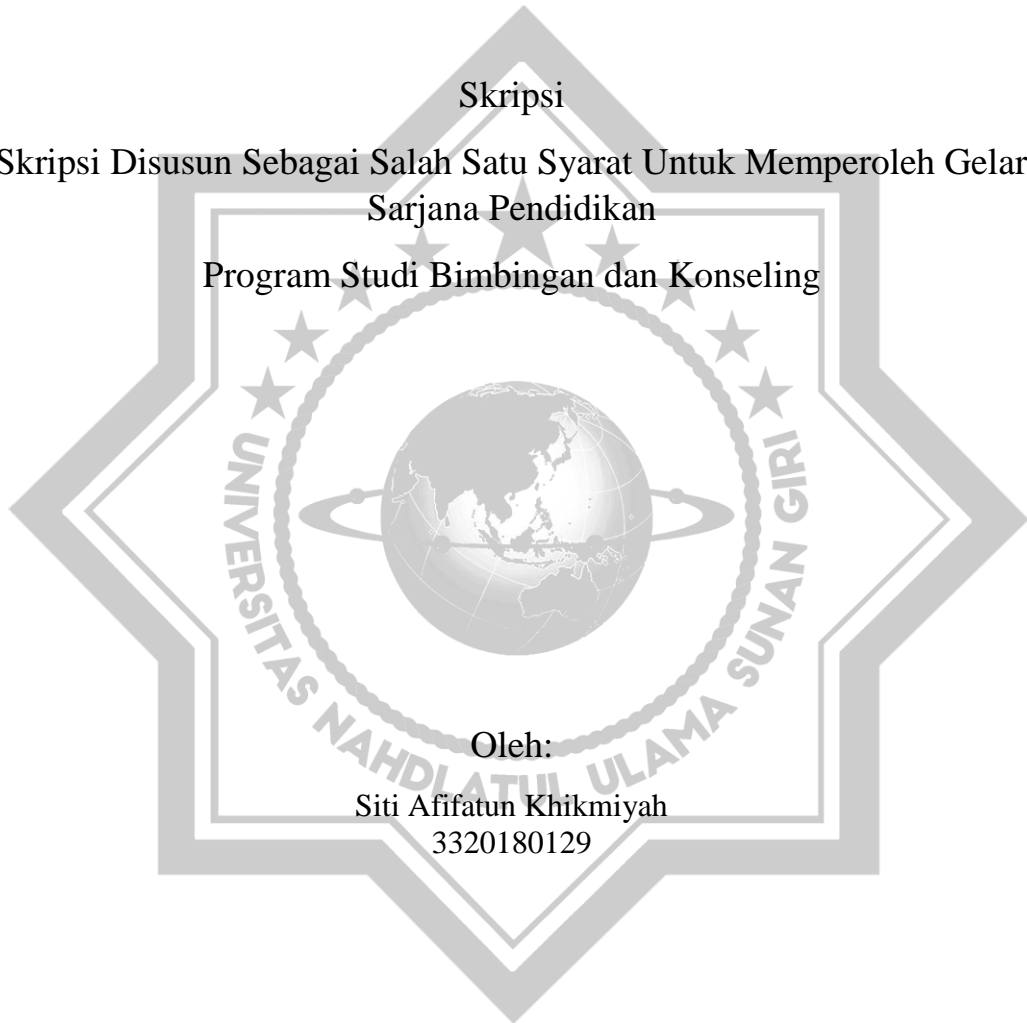 Skripsi
Skripsi Disusun Sebagai Salah Satu Syarat Untuk Memperoleh Gelar
Sarjana Pendidikan
Program Studi Bimbingan dan Konseling
UNIVERSITAS NAHDLATUL ULAMA SUNAN GIRI
Oleh:
Siti Afifatun Khikmiyah
3320180129